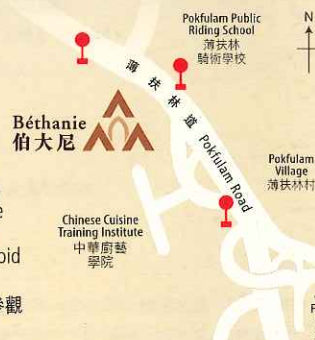 Pokfulam Public
Riding School
薄扶林
騎術學校
N
薄扶林道 Pokfulam Road
Béthanie
伯大尼
Pokfulam
Village
薄扶林村
Chinese Cuisine
Training Institute
中華廚藝
學院
e
oid
參觀